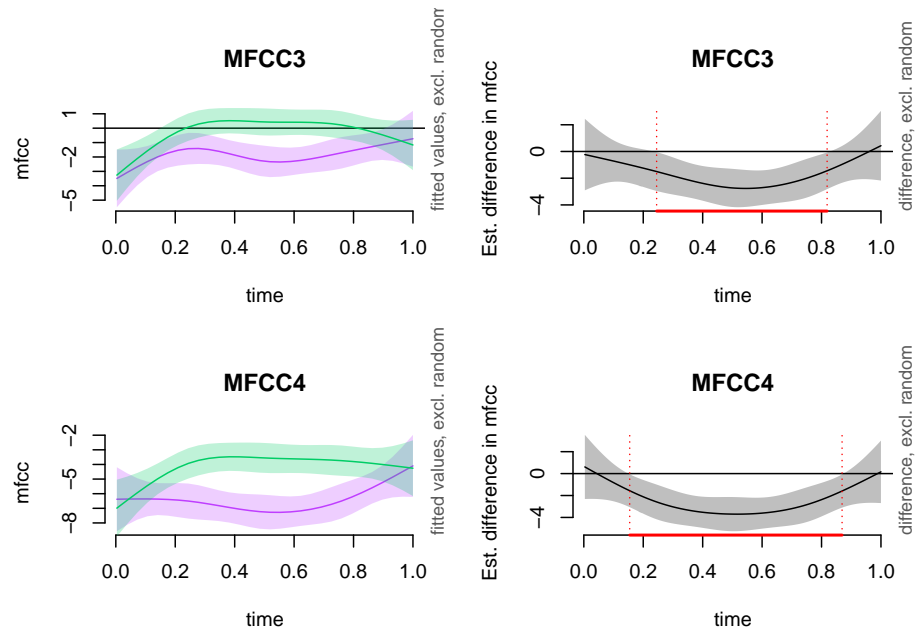 MFCC3
mfcc
1
−2
−5
0.0 0.2 0.4 0.6 0.8 1.0
time
fitted values, excl. random
MFCC3
Est. difference in mfcc
0
−4
0.0 0.2 0.4 0.6 0.8 1.0
time
difference, excl. random
MFCC4
mfcc
−2
−5
−8
0.0 0.2 0.4 0.6 0.8 1.0
time
fitted values, excl. random
MFCC4
Est. difference in mfcc
0
−4
0.0 0.2 0.4 0.6 0.8 1.0
time
difference, excl. random